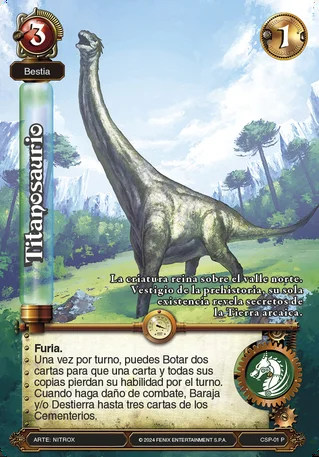 3
1
Bestia
Titanosaurio
La criatura reina sobre el valle norte.
Vestigio de la prehistoria, su sola
existencia revela secretos de
la Tierra arcaica.
Furia.
Una vez por turno, puedes Botar dos
cartas para que una carta y todas sus
copias pierdan su habilidad por el turno.
Cuando haga daño de combate, Baraja
y/o Destierra hasta tres cartas de los
Cementerios.
ARTE: NITROX
© 2024 FENIX ENTERTAINMENT S.P.A.
CSP-01 P